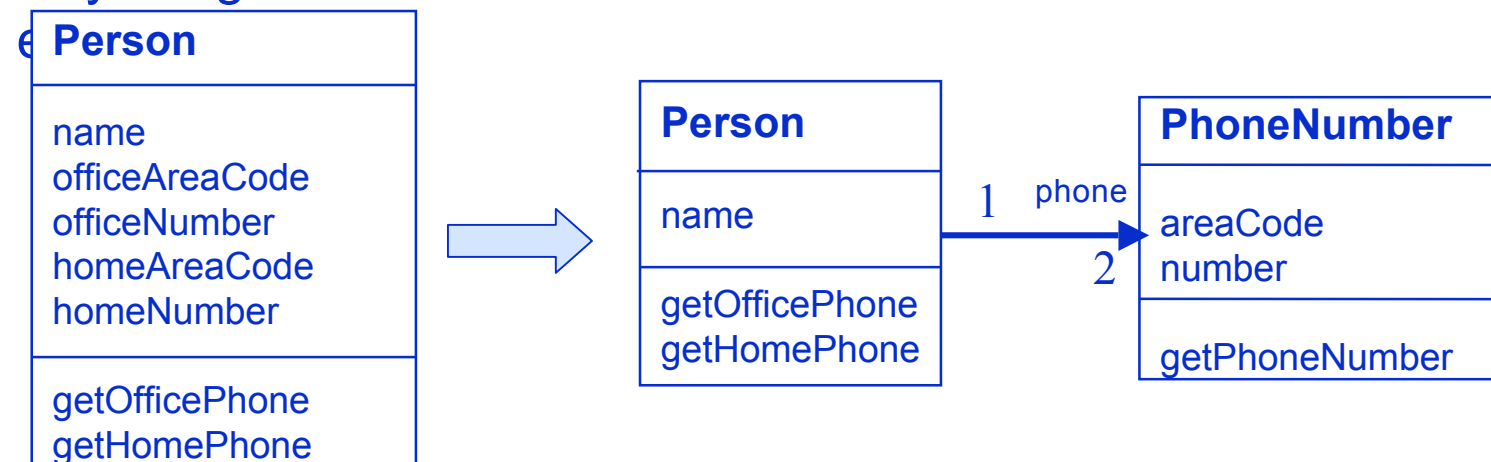 Person
name
officeAreaCode
officeNumber
homeAreaCode
homeNumber
getOfficePhone
getHomePhone
Person
name
getOfficePhone
getHomePhone
1 phone
2
PhoneNumber
areaCode
number
getPhoneNumber